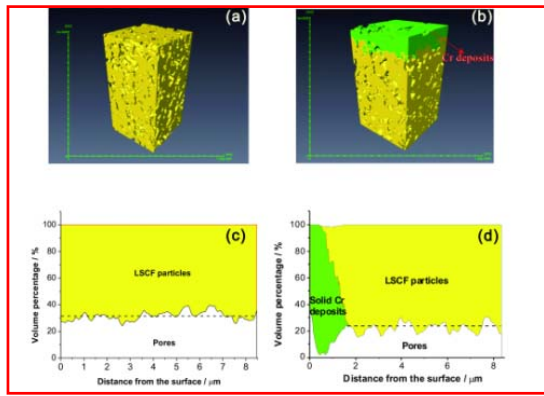 (a)
(b)
Cr deposits
(c)
(d)
Volume percentage / %
100
80
60
40
20
0
LSCF particles
Pores
0 1 2 3 4 5 6 7 8
Distance from the surface / μm
Volume percentage / %
100
80
60
40
20
0
LSCF particles
Solid Cr
deposits
Pores
0 2 4 6 8
Distance from the surface / μm